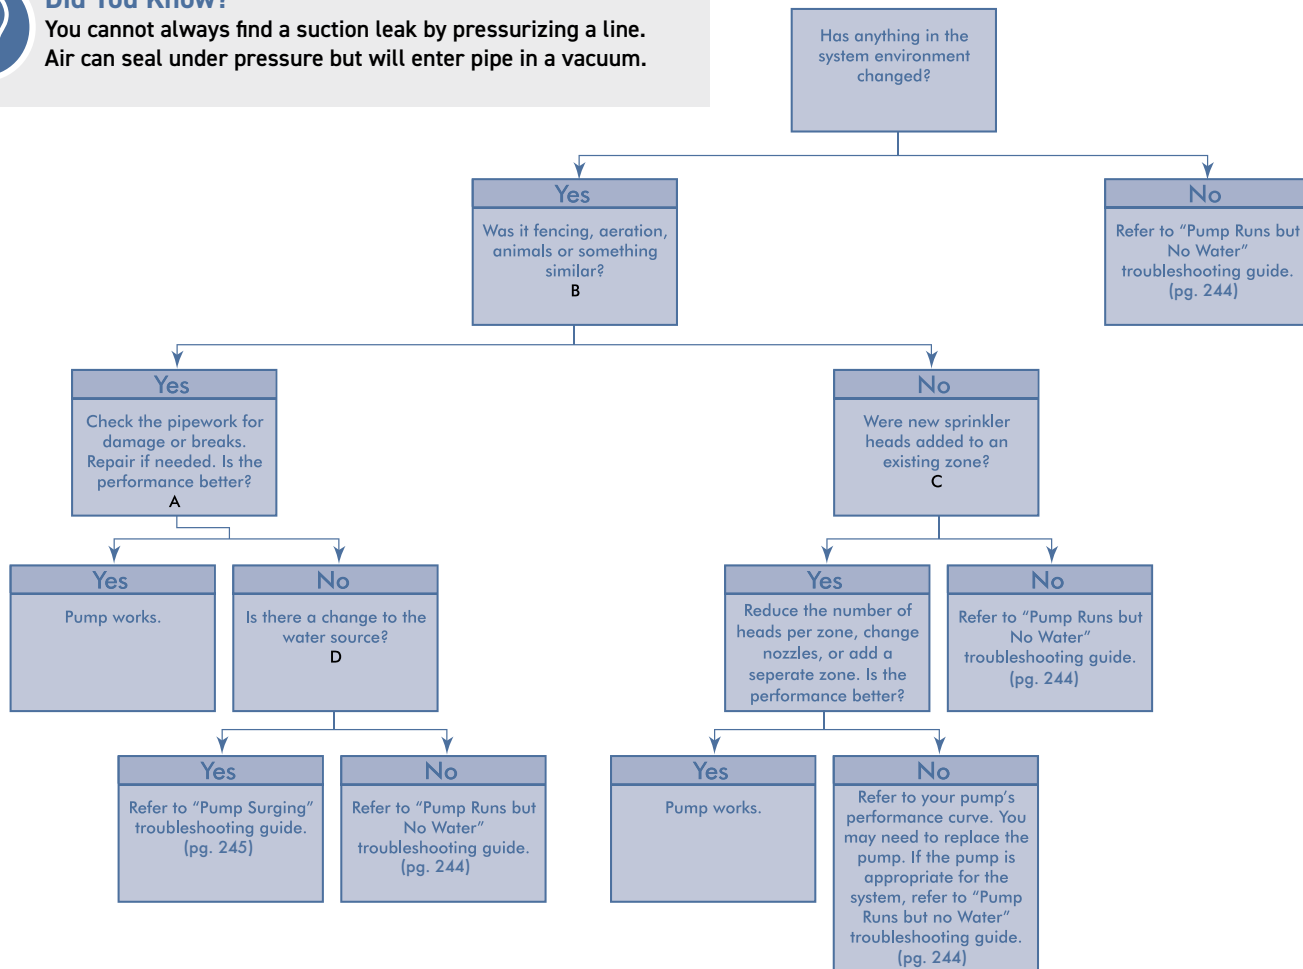 Did You Know?
You cannot always find a suction leak by pressurizing a line.
Air can seal under pressure but will enter pipe in a vacuum.
Has anything in the
system environment
changed?
Yes
Was it fencing, aeration,
animals or something
similar?
B
No
Refer to “Pump Runs but
No Water”
troubleshooting guide.
(pg. 244)
Yes
Check the pipework for
damage or breaks.
Repair if needed. Is the
performance better?
A
No
Were new sprinkler
heads added to an
existing zone?
C
Yes
Pump works.
No
Is there a change to the
water source?
D
Yes
Reduce the number of
heads per zone, change
nozzles, or add a
seperate zone. Is the
performance better?
No
Refer to “Pump Runs but
No Water”
troubleshooting guide.
(pg. 244)
Yes
Refer to “Pump Surging”
troubleshooting guide.
(pg. 245)
No
Refer to “Pump Runs but
No Water”
troubleshooting guide.
(pg. 244)
Yes
Pump works.
No
Refer to your pump’s
performance curve. You
may need to replace the
pump. If the pump is
appropriate for the
system, refer to “Pump
Runs but no Water”
troubleshooting guide.
(pg. 244)